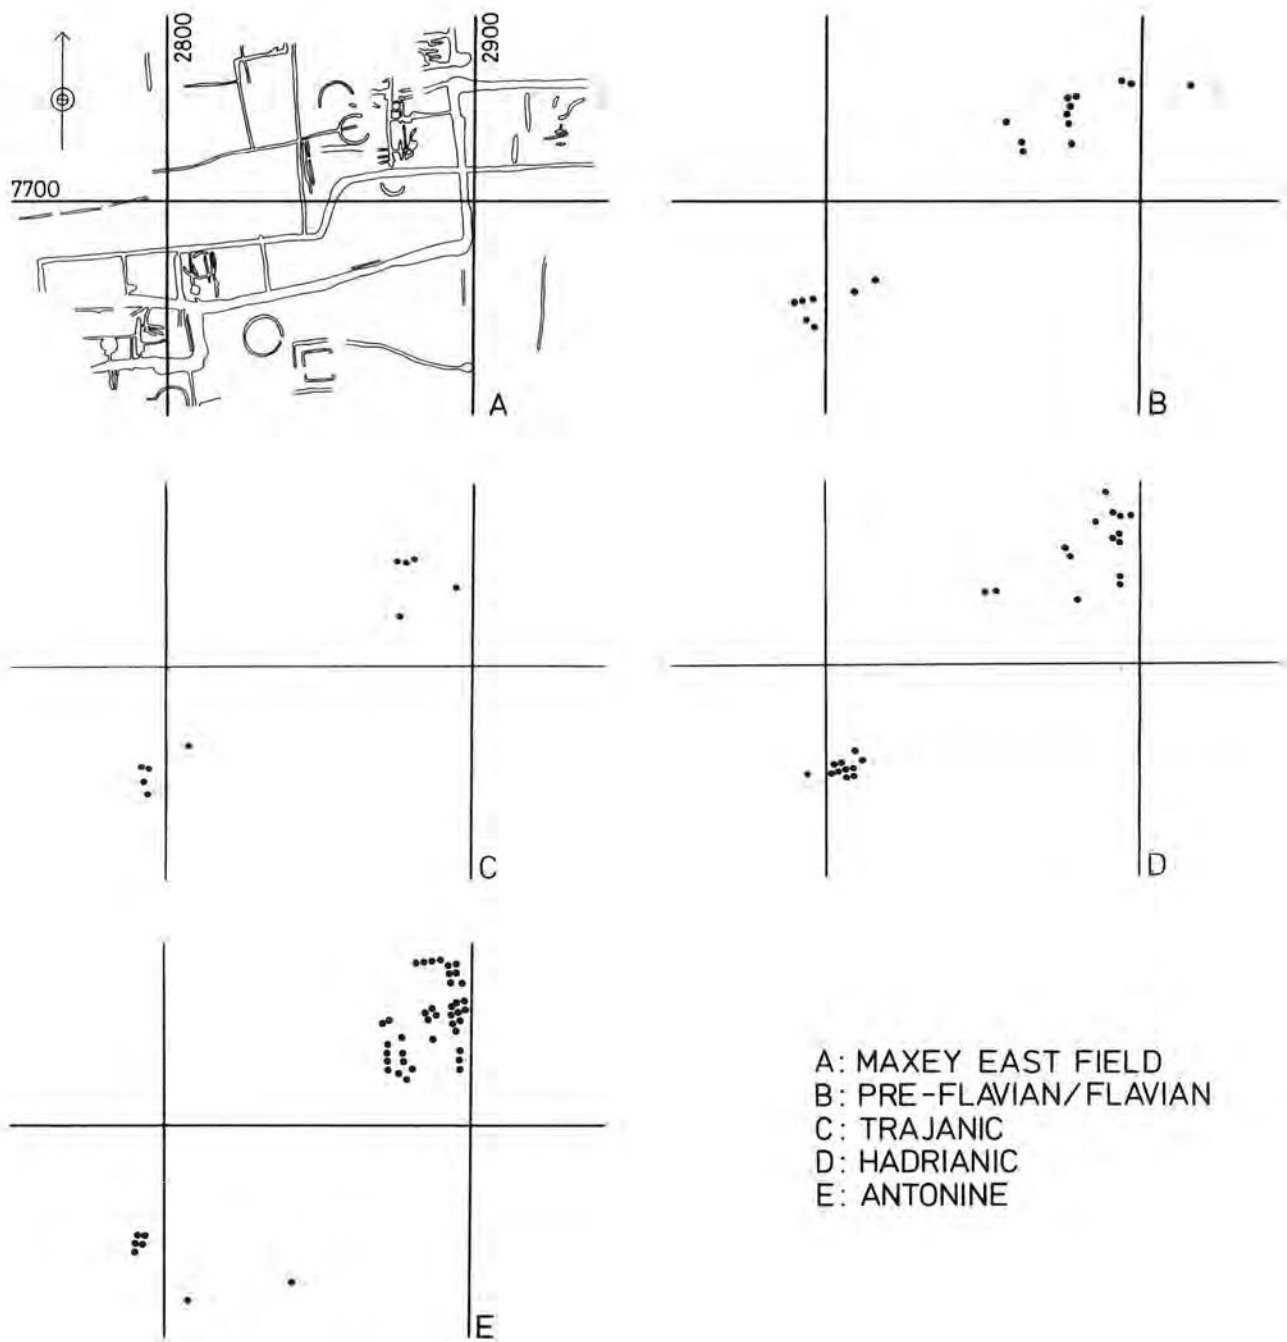 2800
2900
7700
A
B
C
D
E
A: MAXEY EAST FIELD
B: PRE-FLAVIAN/FLAVIAN
C: TRAJANIC
D: HADRIANIC
E: ANTONINE